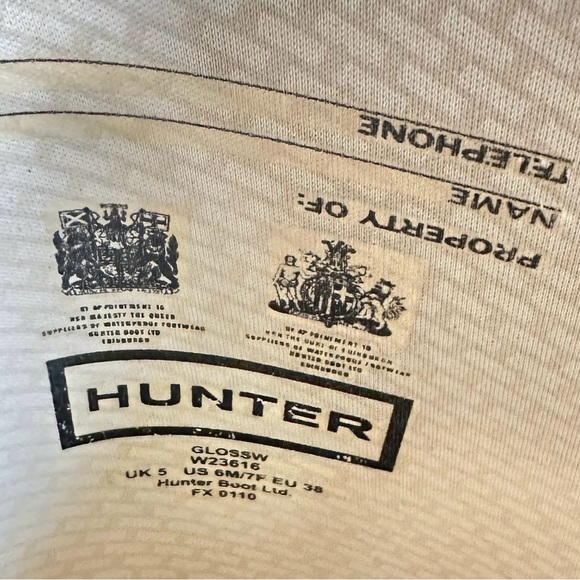 PROPERTY OF:
NAME
TELEPHONE
BY APPOINTMENT TO
HER MAJESTY THE QUEEN
SUPPLIERS OF WATERPROOF FOOTWEAR
HUNTER BOOT LTD
EDINBURGH
BY APPOINTMENT TO
HRH THE DUKE OF EDINBURGH
SUPPLIERS OF WATERPROOF FOOTWEAR
HUNTER BOOT LTD
EDINBURGH
HUNTER
GLOSSW
W23616
UK 5 US 6M/7F EU 38
Hunter Boot Ltd.
FX 0110